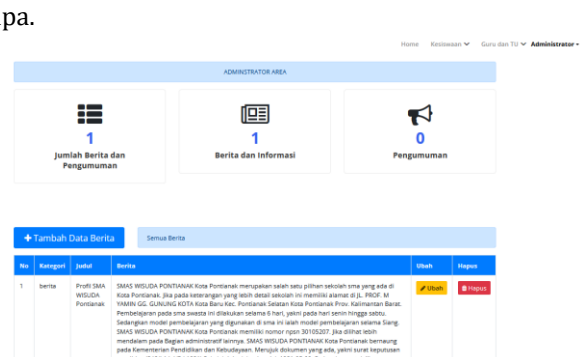 pa.
Home Kesiswaan Guru dan TU Administrator
ADMINSTRATOR AREA
1 1 0
Jumlah Berita dan Pengumuman Berita dan Informasi Pengumuman
+Tambah Data Berita Semua Berita
No Kategori Judul Berita Ubah Hapus
1 berita Profil SMA WISUDA Pontianak
SMAS WISUDA PONTIANAK Kota Pontianak merupakan salah satu pilihan sekolah sma yang ada di
Kota Pontianak. Jika pada keterangan yang lebih detail sekolah ini memiliki alamat di JL. PROF. M
YAMIN GG. GUNUNG KOTA Kota Baru Kec. Pontianak Selatan Kota Pontianak Prov. Kalimantan Barat.
Pembelajaran pada sma swasta ini dilakukan selama 6 hari, yakni pada hari senin hingga sabtu.
Sedangkan model pembelajaran yang digunakan di sma ini ialah model pembelajaran selama Siang.
SMAS WISUDA PONTIANAK Kota Pontianak memiliki nomor npsn 30105207. Jika dilihat lebih
mendalam pada Bagian administratif lainnya. SMAS WISUDA PONTIANAK Kota Pontianak bernaung
pada Kementerian Pendidikan dan Kebudayaan. Merujuk dokumen yang ada, yakni surat keputusan
Ubah Hapus